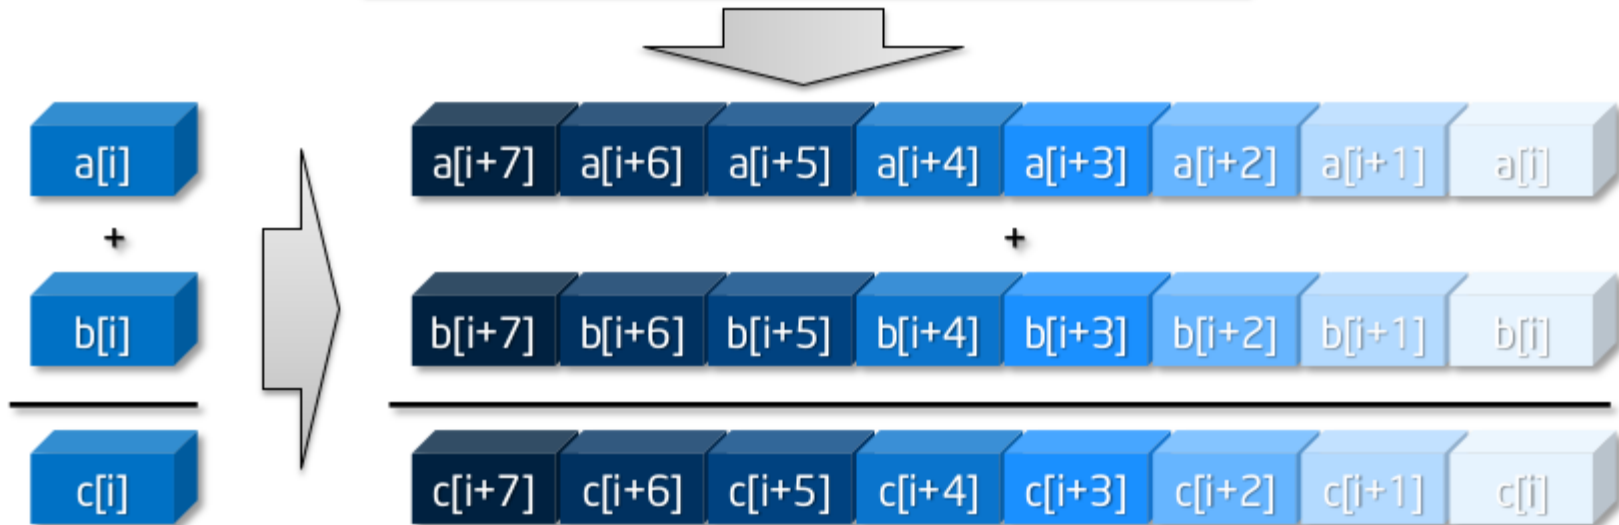 a[i] a[i+7] a[i+6] a[i+5] a[i+4] a[i+3] a[i+2] a[i+1] a[i]
+ +
b[i] b[i+7] b[i+6] b[i+5] b[i+4] b[i+3] b[i+2] b[i+1] b[i]
c[i] c[i+7] c[i+6] c[i+5] c[i+4] c[i+3] c[i+2] c[i+1] c[i]